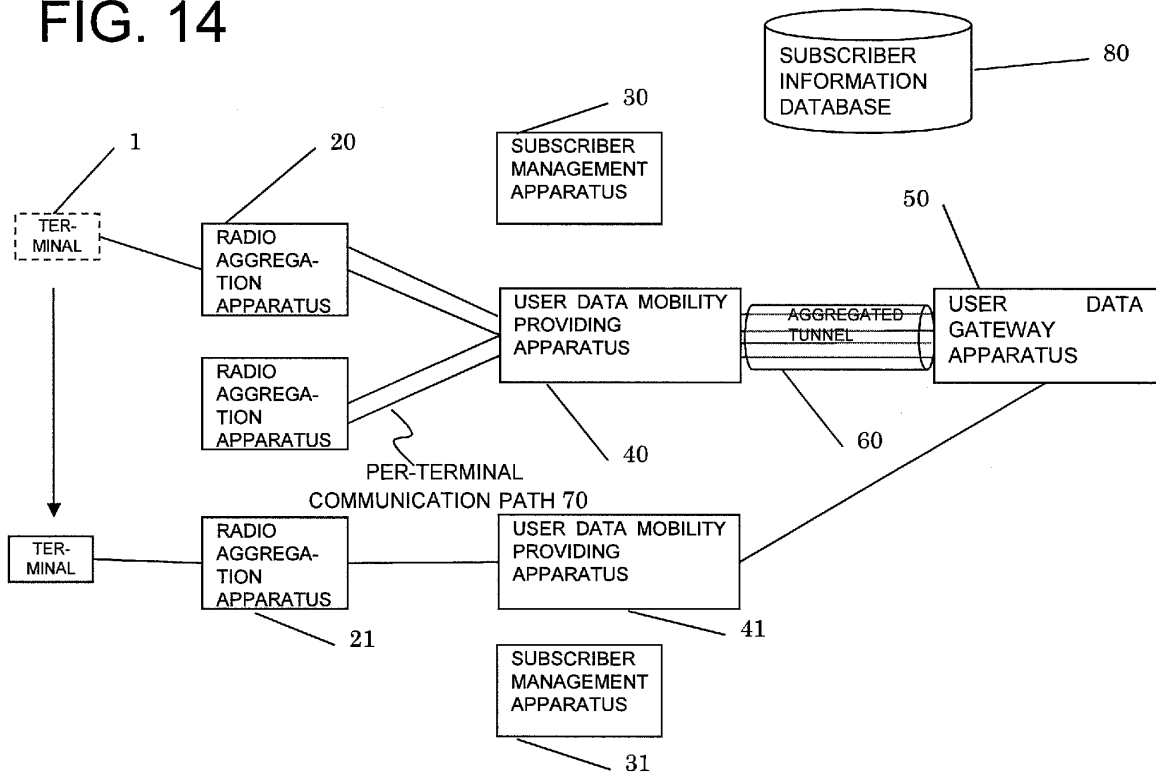 FIG. 14
SUBSCRIBER
INFORMATION
DATABASE
80
30
SUBSCRIBER
MANAGEMENT
APPARATUS
1
TER-
MINAL
20
RADIO
AGGREGA-
TION
APPARATUS
50
USER DATA MOBILITY
PROVIDING
APPARATUS
40
AGGREGATED
TUNNEL
60
USER DATA
GATEWAY
APPARATUS
RADIO
AGGREGA-
TION
APPARATUS
PER-TERMINAL
COMMUNICATION PATH 70
TER-
MINAL
RADIO
AGGREGA-
TION
APPARATUS
21
USER DATA MOBILITY
PROVIDING
APPARATUS
41
SUBSCRIBER
MANAGEMENT
APPARATUS
31